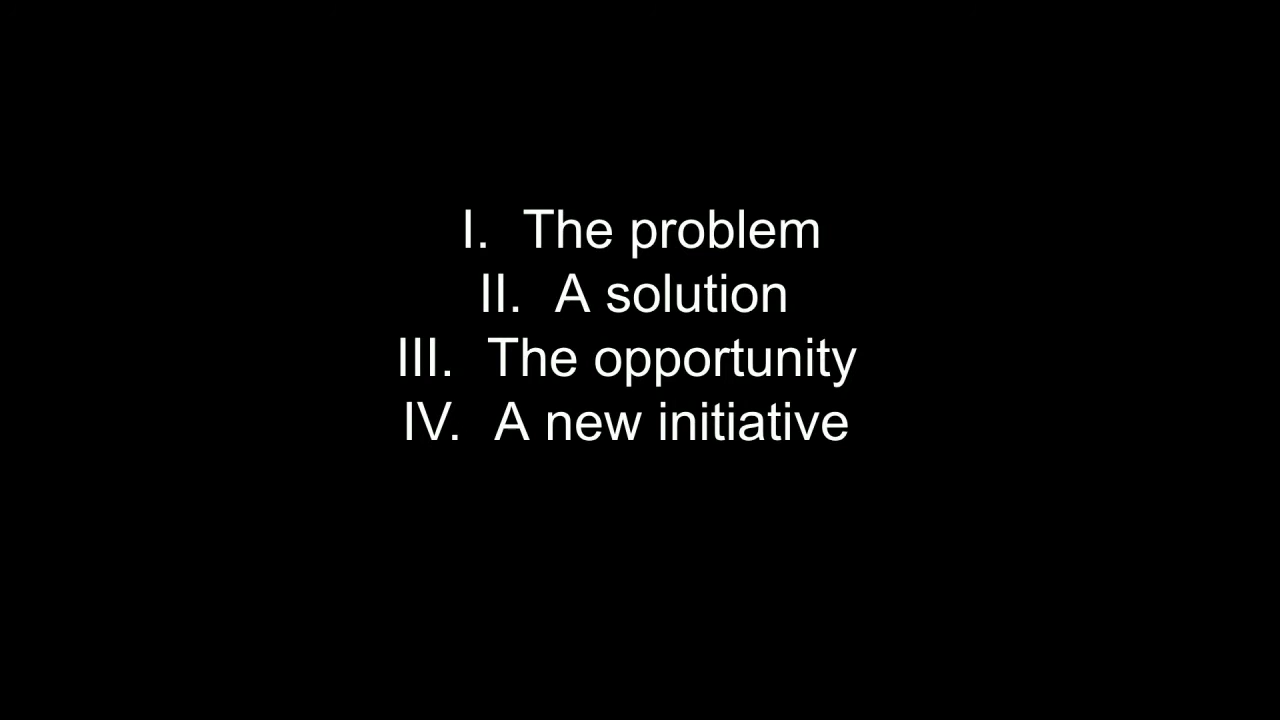 I. The problem
II. A solution
III. The opportunity
IV. A new initiative